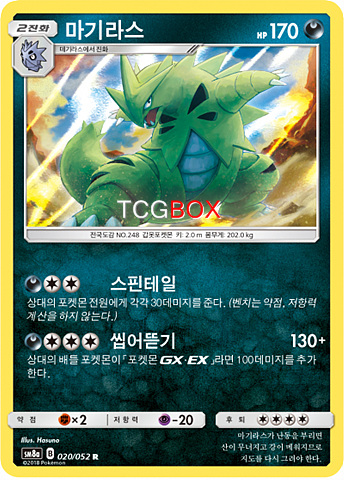 2진화 마기라스 HP 170
데기라스에서 진화
TCGBOX
전국도감 NO.248 갑옷포켓몬 키: 2.0 m 몸무게: 202.0 kg
스핀테일
상대의 포켓몬 전원에게 각각 30데미지를 준다. (벤치는 약점, 저항력
계산을 하지 않는다.)
씹어뜯기 130+
상대의 배틀 포켓몬이 「포켓몬 GX·EX」라면 100데미지를 추가
한다.
약점 ×2 저항력 -20 후퇴
Illus. Hasuno
SM8a B 020/052 R
©2018 Pokémon
마기라스가 난동을 부리면
산이 무너지고 강이 메워지므로
지도를 다시 그려야 한다.